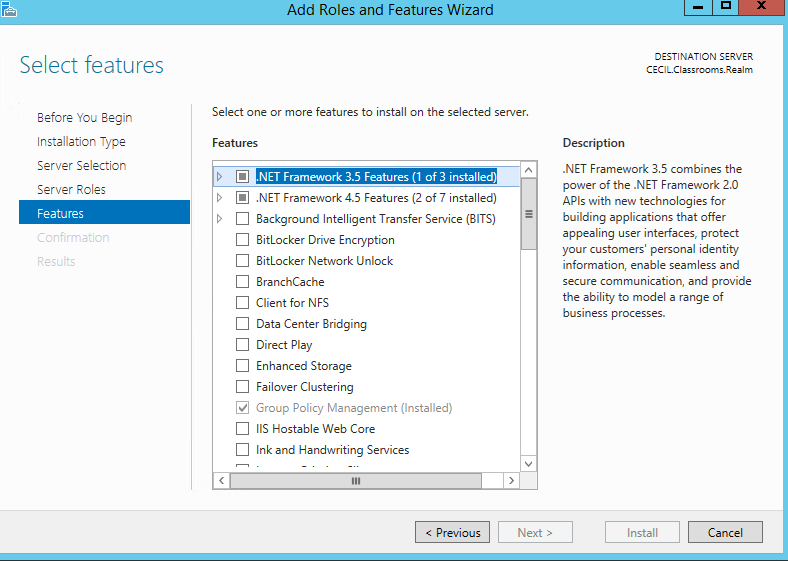 Add Roles and Features Wizard
Select features
DESTINATION SERVER
CECIL.Classrooms.Realm
Before You Begin
Installation Type
Server Selection
Server Roles
Features
Confirmation
Results
Select one or more features to install on the selected server.
Features
.NET Framework 3.5 Features (1 of 3 installed)
.NET Framework 4.5 Features (2 of 7 installed)
Background Intelligent Transfer Service (BITS)
BitLocker Drive Encryption
BitLocker Network Unlock
BranchCache
Client for NFS
Data Center Bridging
Direct Play
Enhanced Storage
Failover Clustering
Group Policy Management (Installed)
IIS Hostable Web Core
Ink and Handwriting Services
Description
.NET Framework 3.5 combines the
power of the .NET Framework 2.0
APIs with new technologies for
building applications that offer
appealing user interfaces, protect
your customers' personal identity
information, enable seamless and
secure communication, and provide
the ability to model a range of
business processes.
< Previous
Next >
Install
Cancel